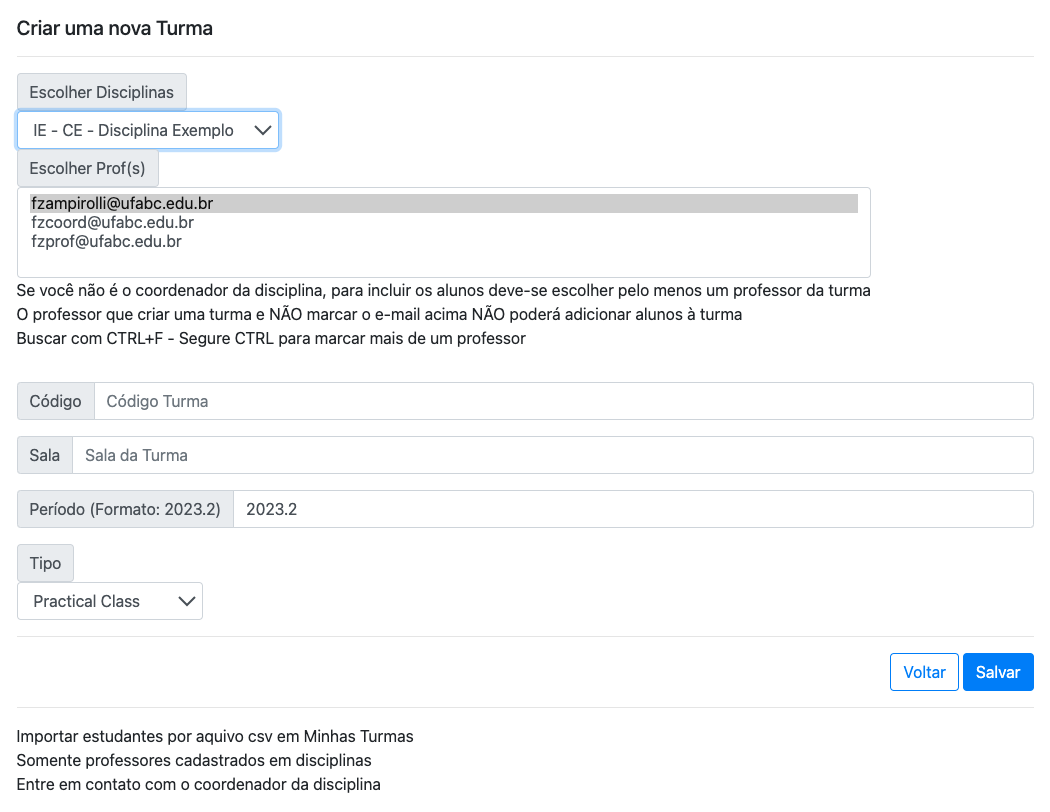 Criar uma nova Turma
Escolher Disciplinas
IE - CE - Disciplina Exemplo
Escolher Prof(s)
fzampirolli@ufabc.edu.br
fzcoord@ufabc.edu.br
fzprof@ufabc.edu.br
Se você não é o coordenador da disciplina, para incluir os alunos deve-se escolher pelo menos um professor da turma
O professor que criar uma turma e NÃO marcar o e-mail acima NÃO poderá adicionar alunos à turma
Buscar com CTRL+F - Segure CTRL para marcar mais de um professor
Código Código Turma
Sala Sala da Turma
Período (Formato: 2023.2) 2023.2
Tipo
Practical Class
Voltar Salvar
Importar estudantes por aquivo csv em Minhas Turmas
Somente professores cadastrados em disciplinas
Entre em contato com o coordenador da disciplina